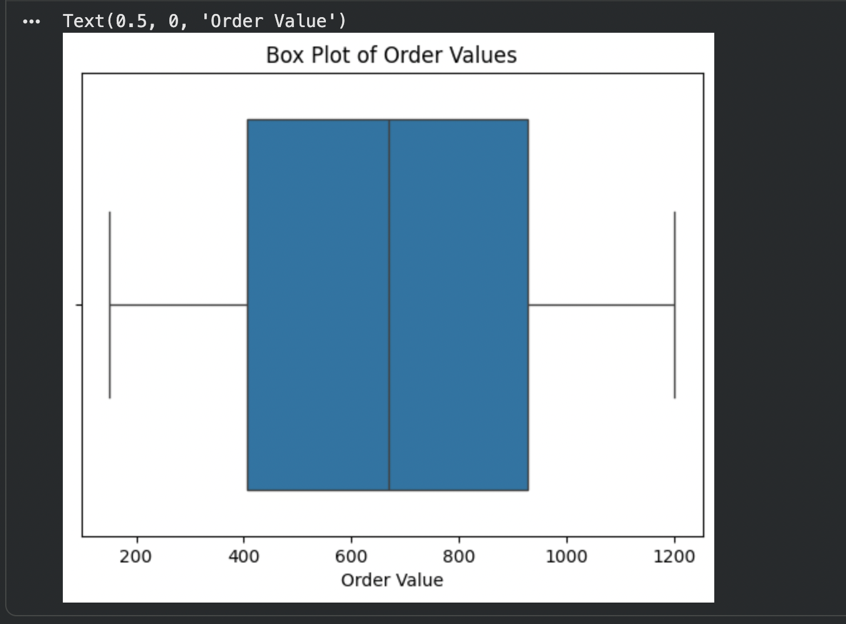 Text(0.5, 0, 'Order Value')
Box Plot of Order Values
200 400 600 800 1000 1200
Order Value